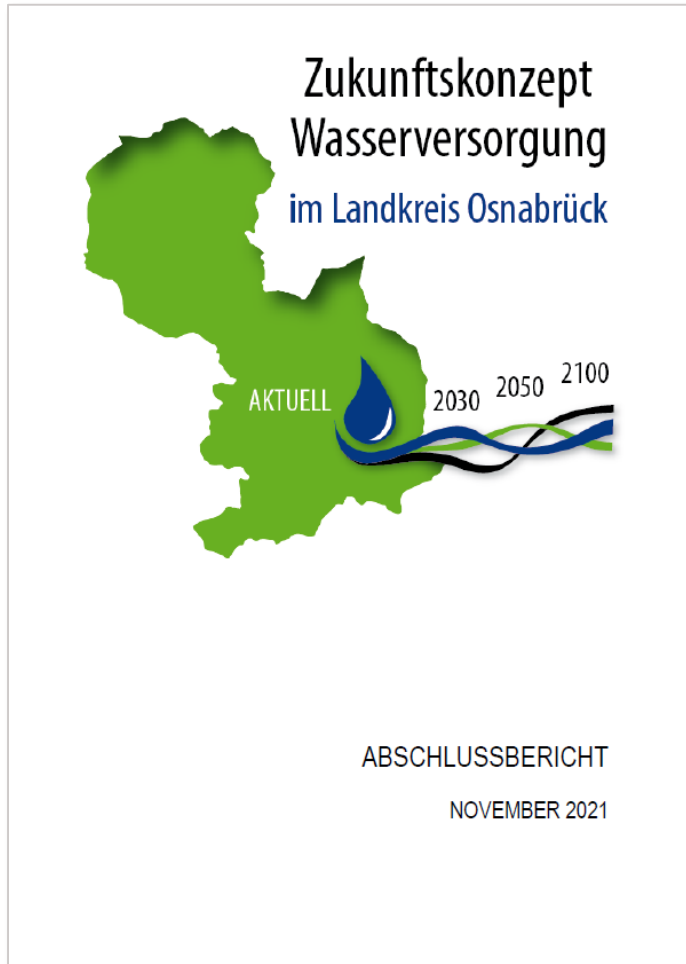 Zukunftskonzept
Wasserversorgung
im Landkreis Osnabrück
AKTUELL
2030
2050
2100
ABSCHLUSSBERICHT
NOVEMBER 2021